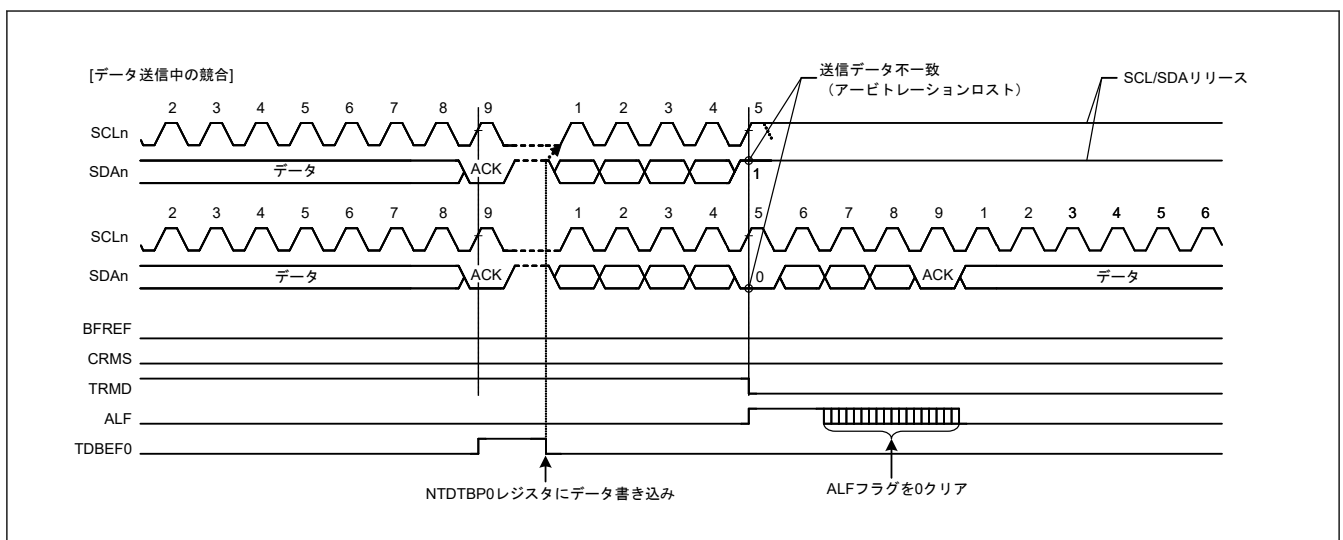 [データ送信中の競合]
送信データ不一致
（アービトレーションロスト）
SCL/SDAリリース
2 3 4 5 6 7 8 9 1 2 3 4 5
SCLn
SDAn データ ACK 1
2 3 4 5 6 7 8 9 1 2 3 4 5 6 7 8 9 1 2 3 4 5 6
SCLn
SDAn データ ACK 0 ACK データ
BFREF
CRMS
TRMD
ALF
TDBEF0
NTDTBP0レジスタにデータ書き込み
ALFフラグを0クリア